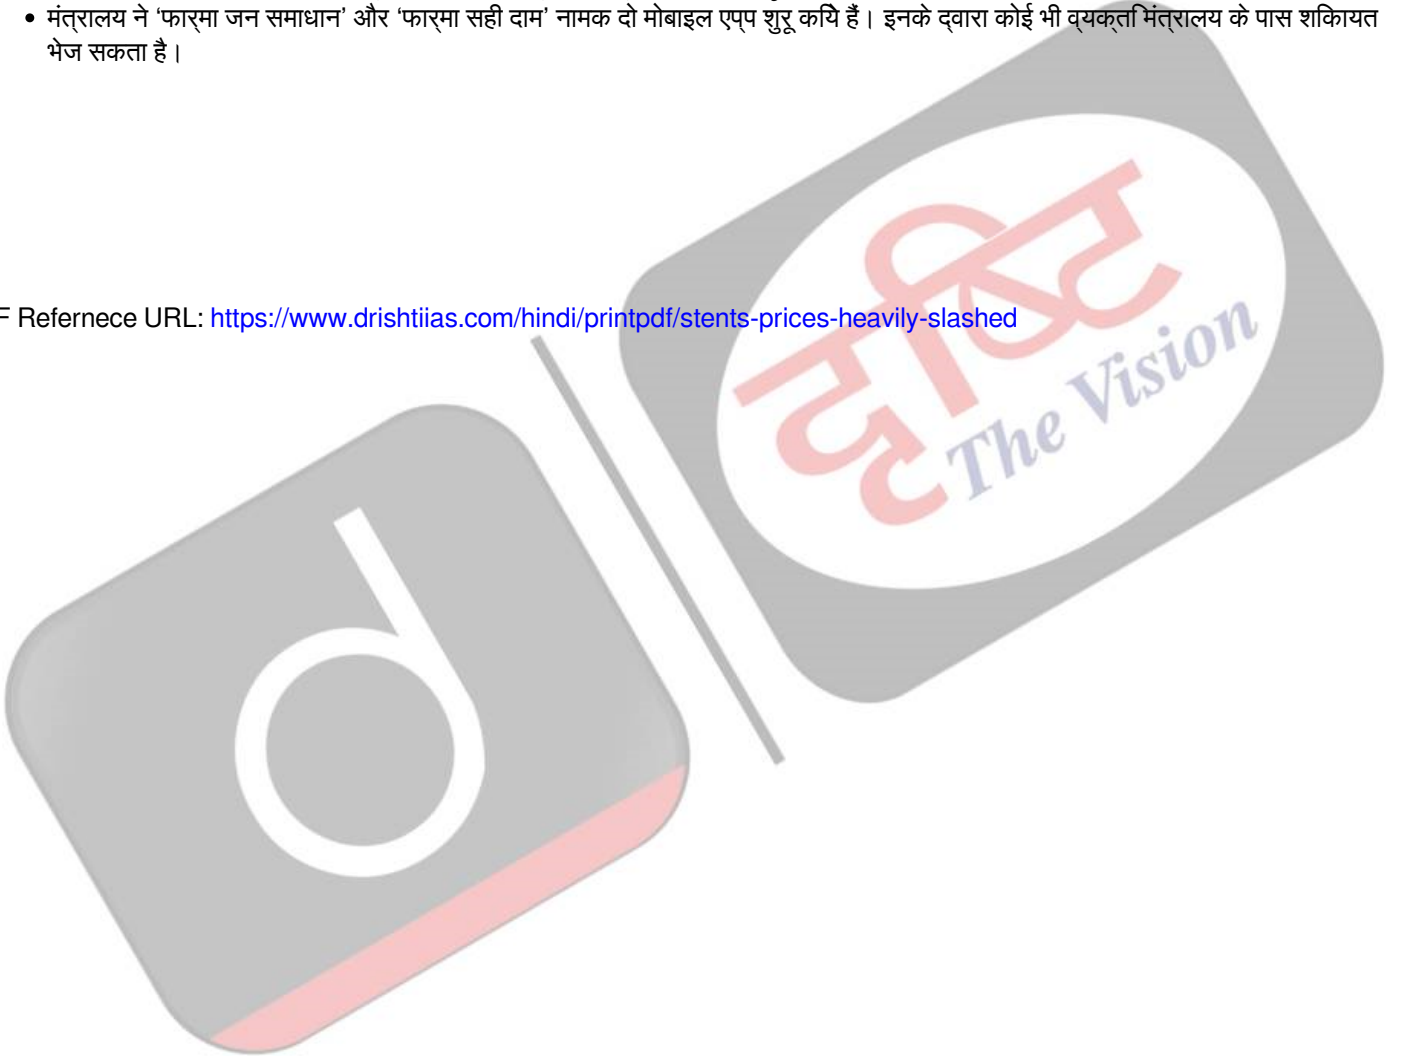 • मंत्रालय ने ‘फार्मा जन समाधान’ और ‘फार्मा सही दाम’ नामक दो मोबाइल एप्प शुरू किये हैं। इनके द्वारा कोई भी व्यक्ति मंत्रालय के पास शिकायत
भेज सकता है।
F Refernece URL: https://www.drishtiias.com/hindi/printpdf/stents-prices-heavily-slashed
दृष्टि
The Vision
d